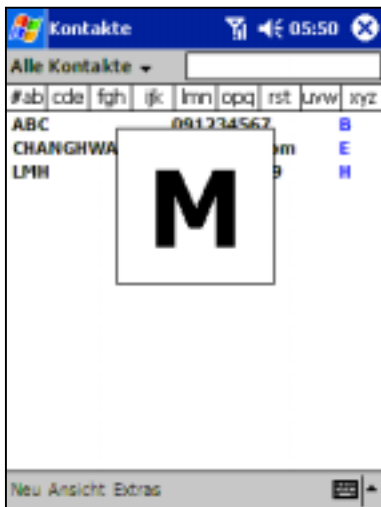 Kontakte 05:50
Alle Kontakte
#ab cde fgh ijk lmn opq rst uvw xyz
ABC 091234567 B
CHANGHWA om E
LMH 9 H
M
Neu Ansicht Extras